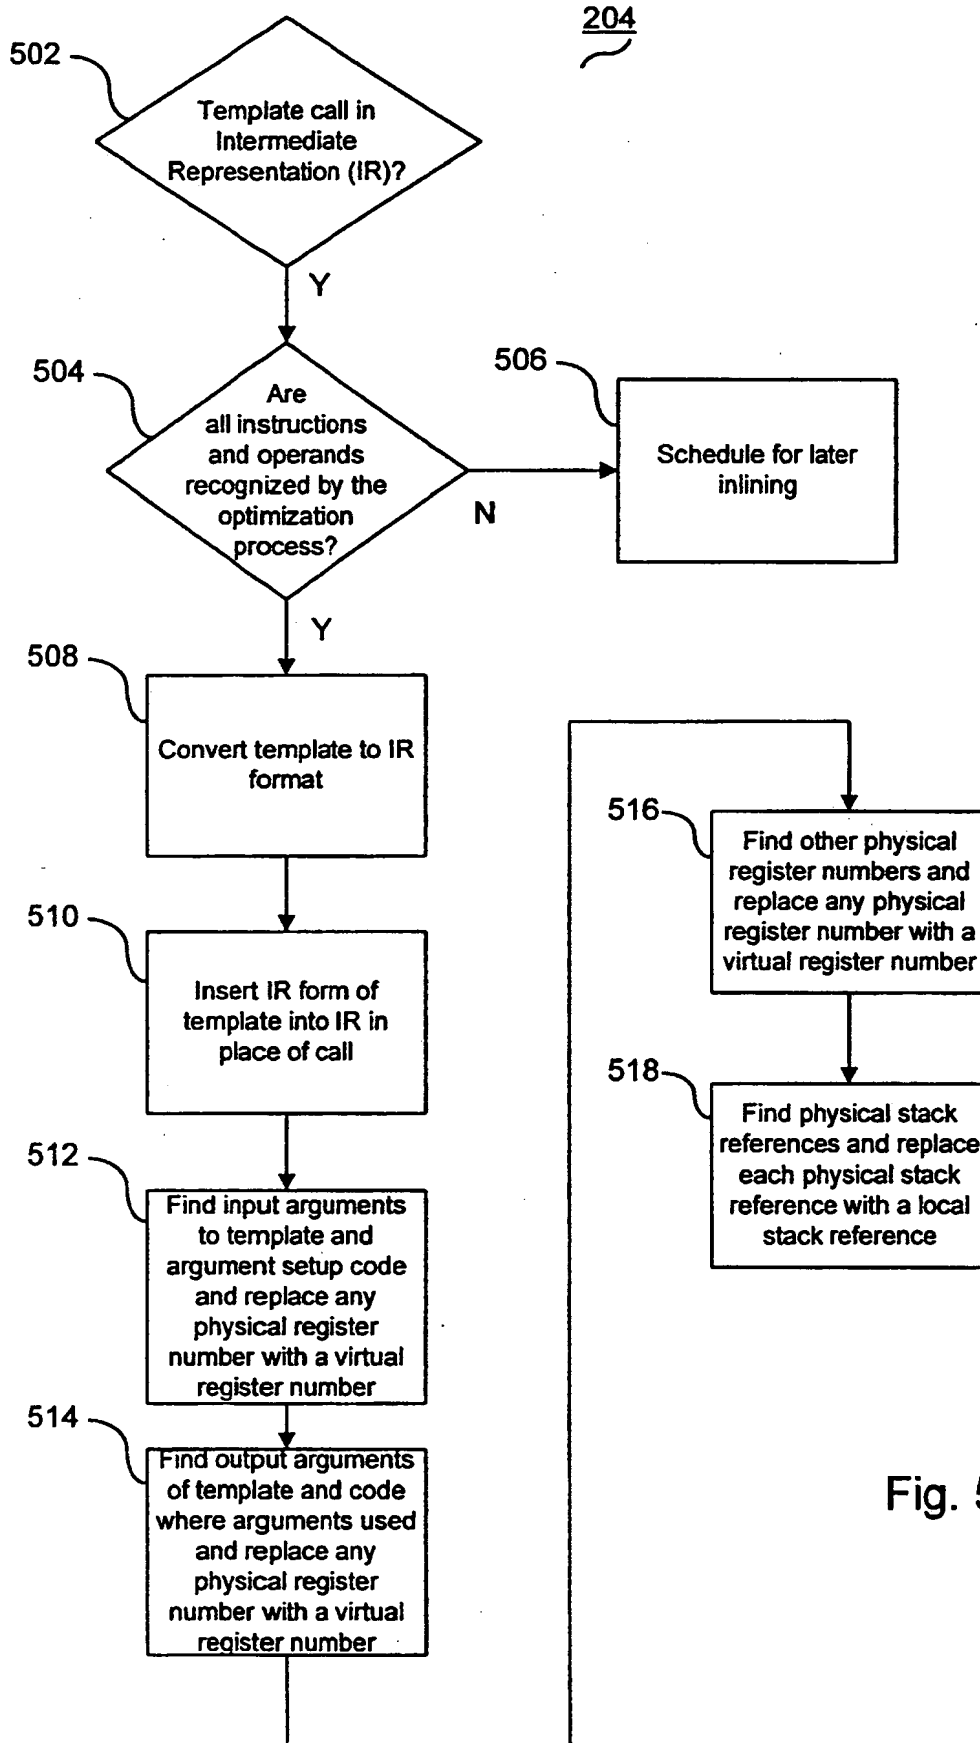 204
502
Template call in
Intermediate
Representation (IR)?
Y
504
Are
all instructions
and operands
recognized by the
optimization
process?
N
506
Schedule for later
inlining
Y
508
Convert template to IR
format
510
Insert IR form of
template into IR in
place of call
512
Find input arguments
to template and
argument setup code
and replace any
physical register
number with a virtual
register number
514
Find output arguments
of template and code
where arguments used
and replace any
physical register
number with a virtual
register number
516
Find other physical
register numbers and
replace any physical
register number with a
virtual register number
518
Find physical stack
references and replace
each physical stack
reference with a local
stack reference
Fig. 5